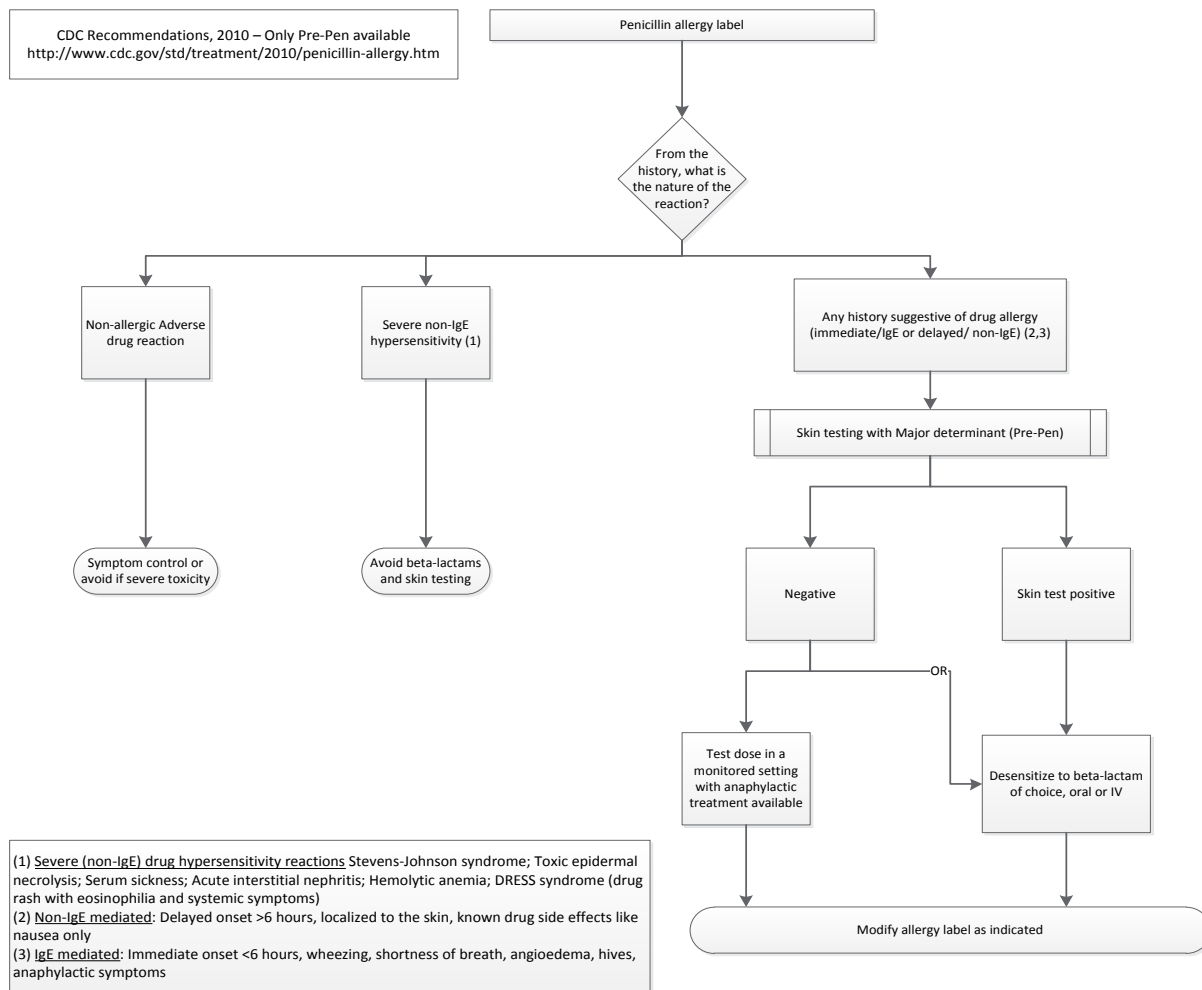 CDC Recommendations, 2010 – Only Pre-Pen available
http://www.cdc.gov/std/treatment/2010/penicillin-allergy.htm
Penicillin allergy label
From the
history, what is
the nature of the
reaction?
Non-allergic Adverse
drug reaction
Severe non-IgE
hypersensitivity (1)
Any history suggestive of drug allergy
(immediate/IgE or delayed/ non-IgE) (2,3)
Skin testing with Major determinant (Pre-Pen)
Symptom control or
avoid if severe toxicity
Avoid beta-lactams
and skin testing
Negative
Skin test positive
OR
Test dose in a
monitored setting
with anaphylactic
treatment available
Desensitize to beta-lactam
of choice, oral or IV
(1) Severe (non-IgE) drug hypersensitivity reactions Stevens-Johnson syndrome; Toxic epidermal
necrolysis; Serum sickness; Acute interstitial nephritis; Hemolytic anemia; DRESS syndrome (drug
rash with eosinophilia and systemic symptoms)
(2) Non-IgE mediated: Delayed onset >6 hours, localized to the skin, known drug side effects like
nausea only
(3) IgE mediated: Immediate onset <6 hours, wheezing, shortness of breath, angioedema, hives,
anaphylactic symptoms
Modify allergy label as indicated